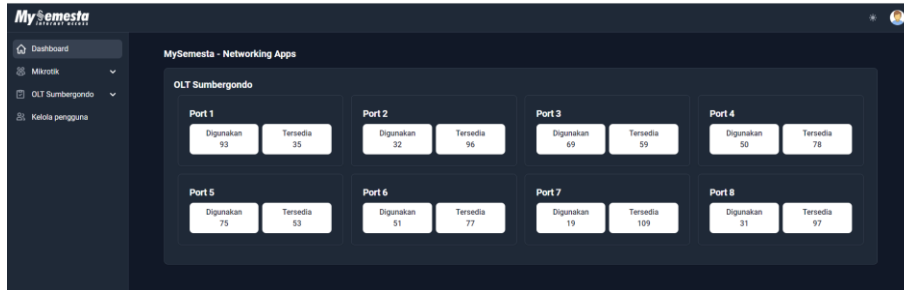 MySemesta
internet access
Dashboard
Mikrotik
OLT Sumbergondo
Kelola pengguna
MySemesta - Networking Apps
OLT Sumbergondo
Port 1
Digunakan Tersedia
93 35
Port 2
Digunakan Tersedia
32 96
Port 3
Digunakan Tersedia
69 59
Port 4
Digunakan Tersedia
50 78
Port 5
Digunakan Tersedia
75 53
Port 6
Digunakan Tersedia
51 77
Port 7
Digunakan Tersedia
19 109
Port 8
Digunakan Tersedia
31 97